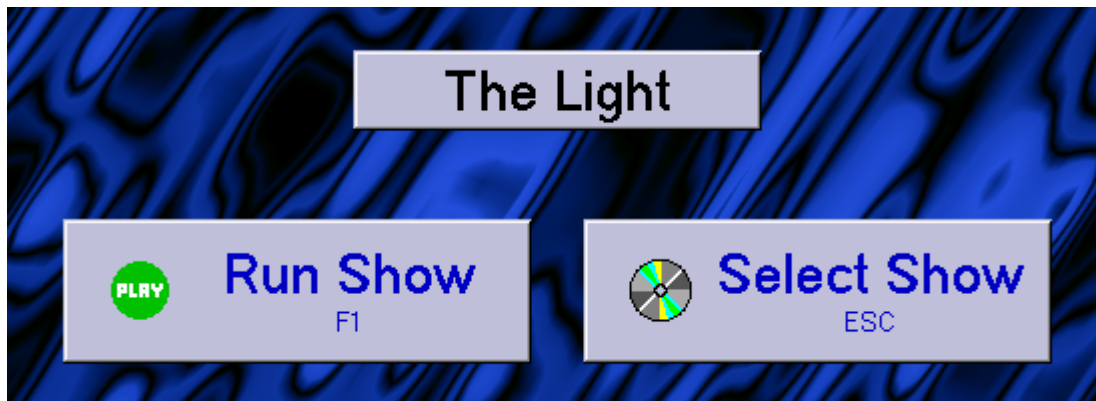 The Light
PLAY
Run Show
F1
Select Show
ESC